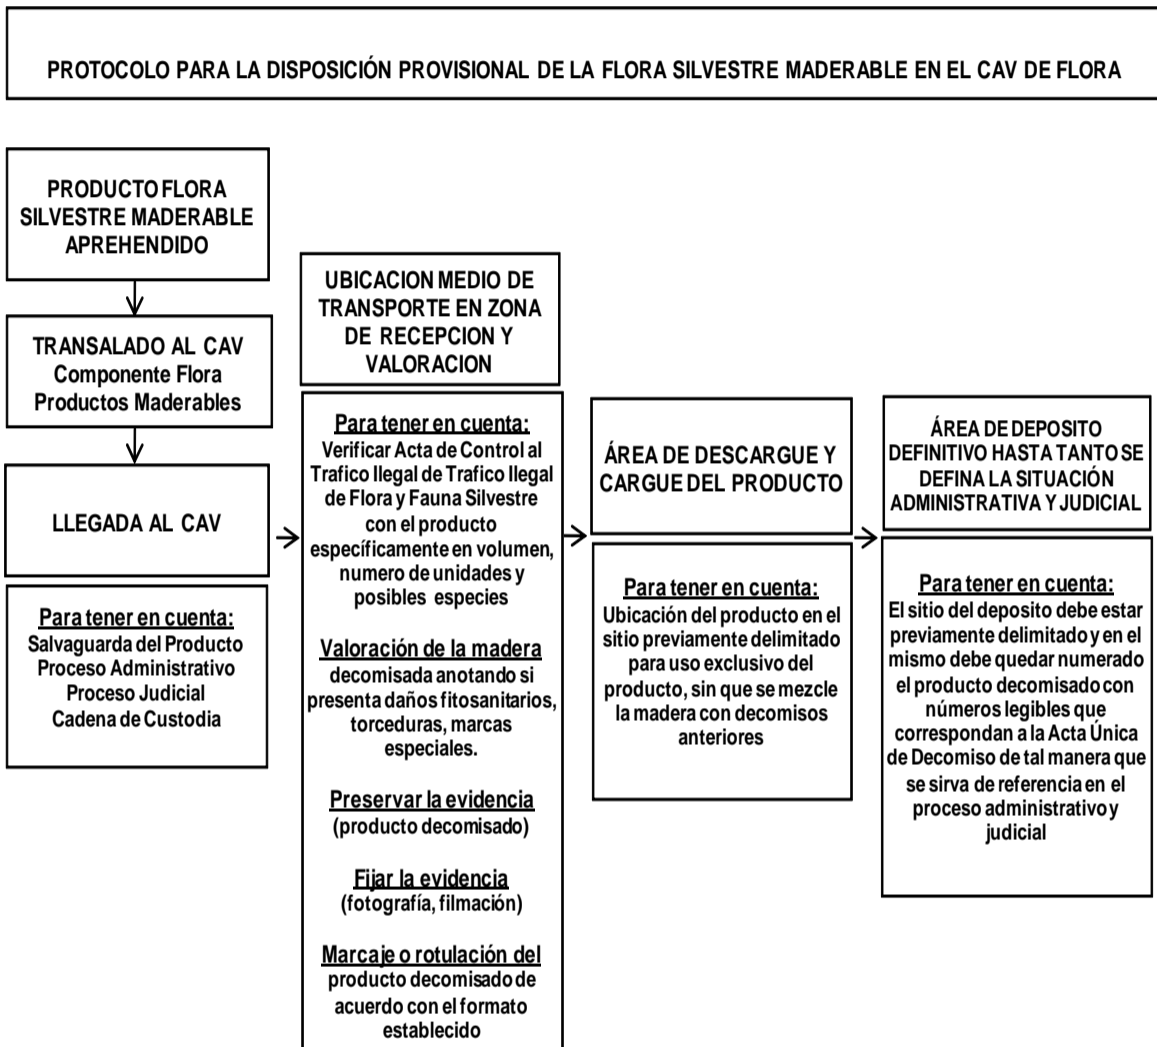 PROTOCOLO PARA LA DISPOSICIÓN PROVISIONAL DE LA FLORA SILVESTRE MADERABLE EN EL CAV DE FLORA
PRODUCTO FLORA
SILVESTRE MADERABLE
APREHENDIDO
TRANSALADO AL CAV
Componente Flora
Productos Maderables
LLEGADA AL CAV
Para tener en cuenta:
Salvaguarda del Producto
Proceso Administrativo
Proceso Judicial
Cadena de Custodia
UBICACION MEDIO DE
TRANSPORTE EN ZONA
DE RECEPCION Y
VALORACION
Para tener en cuenta:
Verificar Acta de Control al
Trafico Ilegal de Trafico Ilegal
de Flora y Fauna Silvestre
con el producto
específicamente en volumen,
numero de unidades y
posibles especies
Valoración de la madera
decomisada anotando si
presenta daños fitosanitarios,
torceduras, marcas
especiales.
Preservar la evidencia
(producto decomisado)
Fijar la evidencia
(fotografía, filmación)
Marcaje o rotulación del
producto decomisado de
acuerdo con el formato
establecido
ÁREA DE DESCARGUE Y
CARGUE DEL PRODUCTO
Para tener en cuenta:
Ubicación del producto en el
sitio previamente delimitado
para uso exclusivo del
producto, sin que se mezcle
la madera con decomisos
anteriores
ÁREA DE DEPOSITO
DEFINITIVO HASTA TANTO SE
DEFINA LA SITUACIÓN
ADMINISTRATIVA Y JUDICIAL
Para tener en cuenta:
El sitio del deposito debe estar
previamente delimitado y en el
mismo debe quedar numerado
el producto decomisado con
números legibles que
correspondan a la Acta Única
de Decomiso de tal manera que
se sirva de referencia en el
proceso administrativo y
judicial